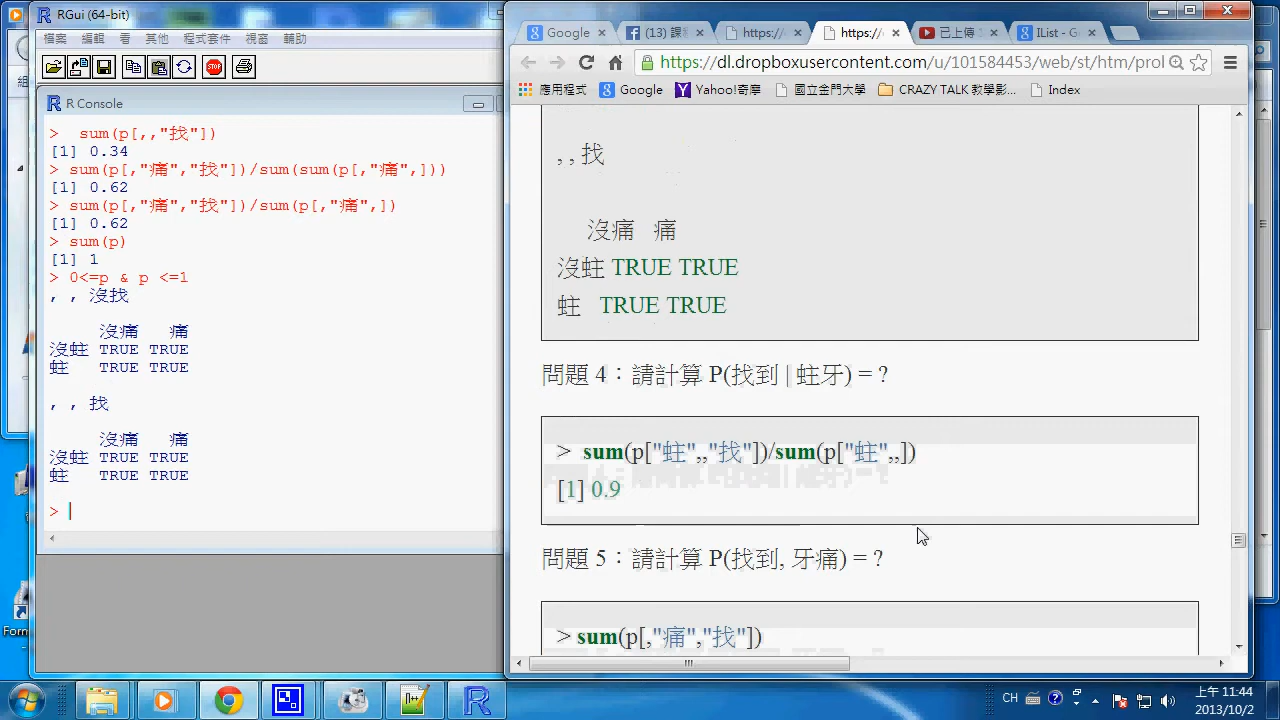 RGui (64-bit)
檔案 編輯 看 其他 程式套件 視窗 輔助
STOP
R Console
> sum(p[,,"找"])
[1] 0.34
> sum(p[,"痛","找"])/sum(sum(p[,"痛",]))
[1] 0.62
> sum(p[,"痛","找"])/sum(p[,"痛",])
[1] 0.62
> sum(p)
[1] 1
> 0<=p & p <=1
, , 沒找
沒痛 痛
沒蛀 TRUE TRUE
蛀 TRUE TRUE
, , 找
沒痛 痛
沒蛀 TRUE TRUE
蛀 TRUE TRUE
>
Google
(13) 課
https:/
https:/
已上傳
IList - G
https://dl.dropboxusercontent.com/u/101584453/web/st/htm/prol
應用程式 Google Yahoo!奇摩 國立金門大學 CRAZY TALK 教學影... Index
, , 找
沒痛 痛
沒蛀 TRUE TRUE
蛀 TRUE TRUE
問題 4：請計算 P(找到 | 蛀牙) = ?
> sum(p["蛀",,"找"])/sum(p["蛀",,])
[1] 0.9
問題 5：請計算 P(找到, 牙痛) = ?
> sum(p[,"痛","找"])
Form
CH
上午 11:44
2013/10/2